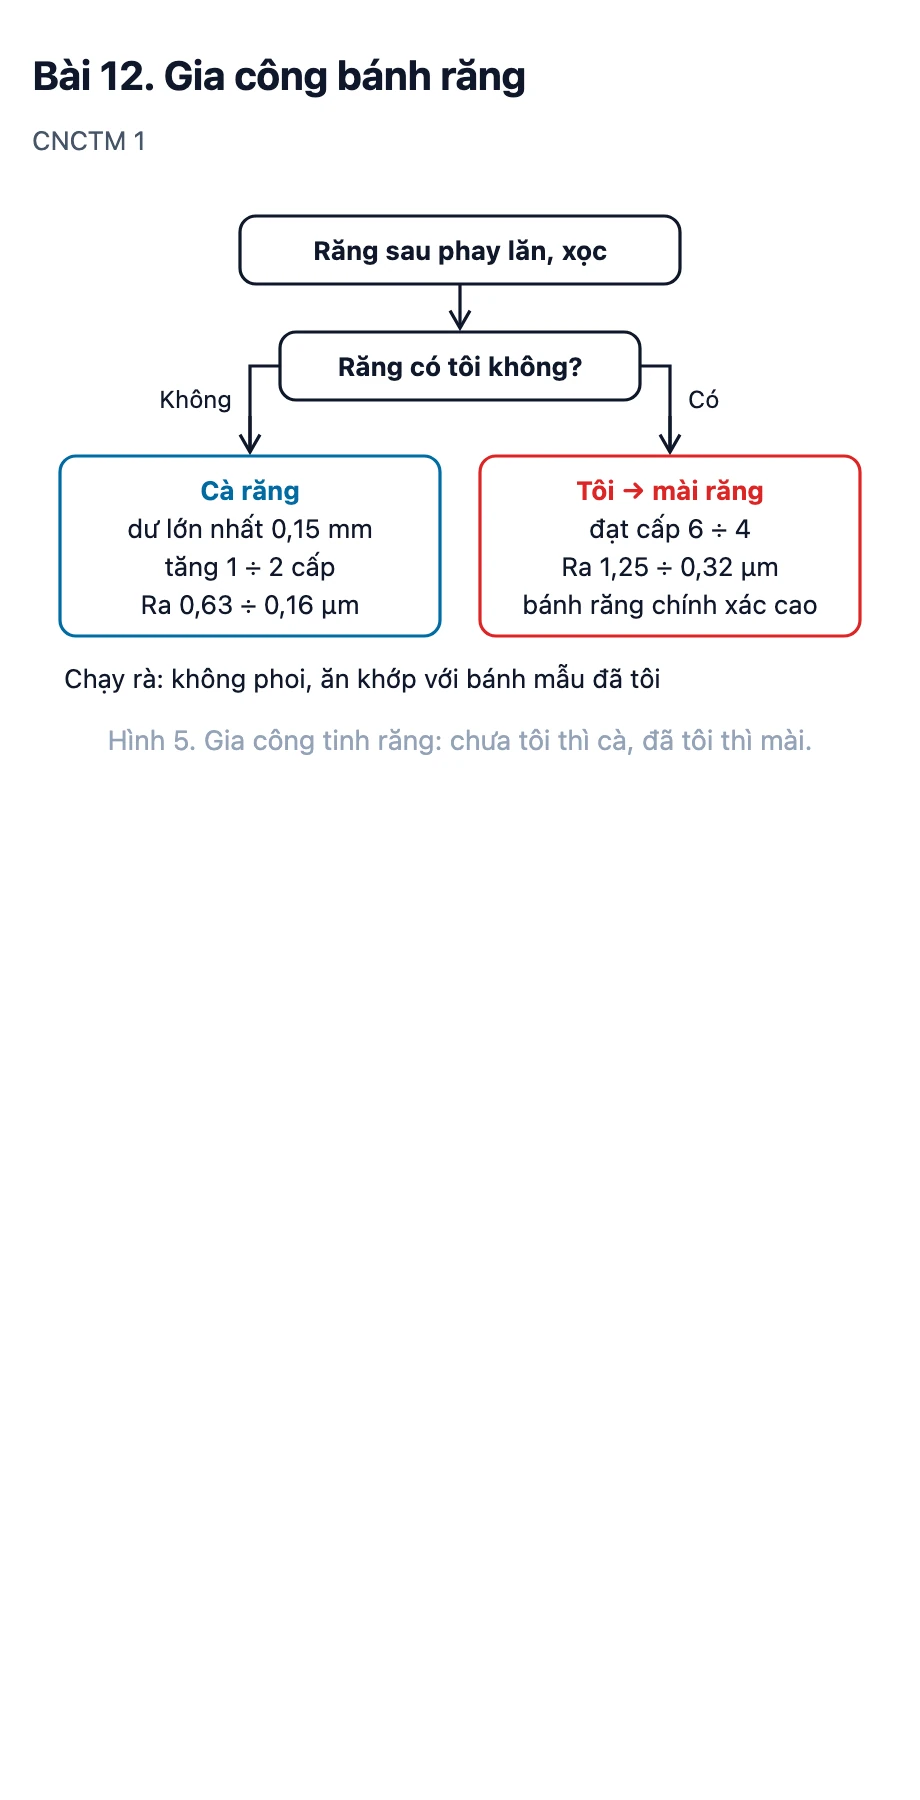 Bài 12. Gia công bánh răng
CNCTM 1
Răng sau phay lăn, xọc
Răng có tôi không?
Không
Có
Cà răng
dư lớn nhất 0,15 mm
tăng 1 ÷ 2 cấp
Ra 0,63 ÷ 0,16 µm
Tôi → mài răng
đạt cấp 6 ÷ 4
Ra 1,25 ÷ 0,32 µm
bánh răng chính xác cao
Chạy rà: không phoi, ăn khớp với bánh mẫu đã tôi
Hình 5. Gia công tinh răng: chưa tôi thì cà, đã tôi thì mài.